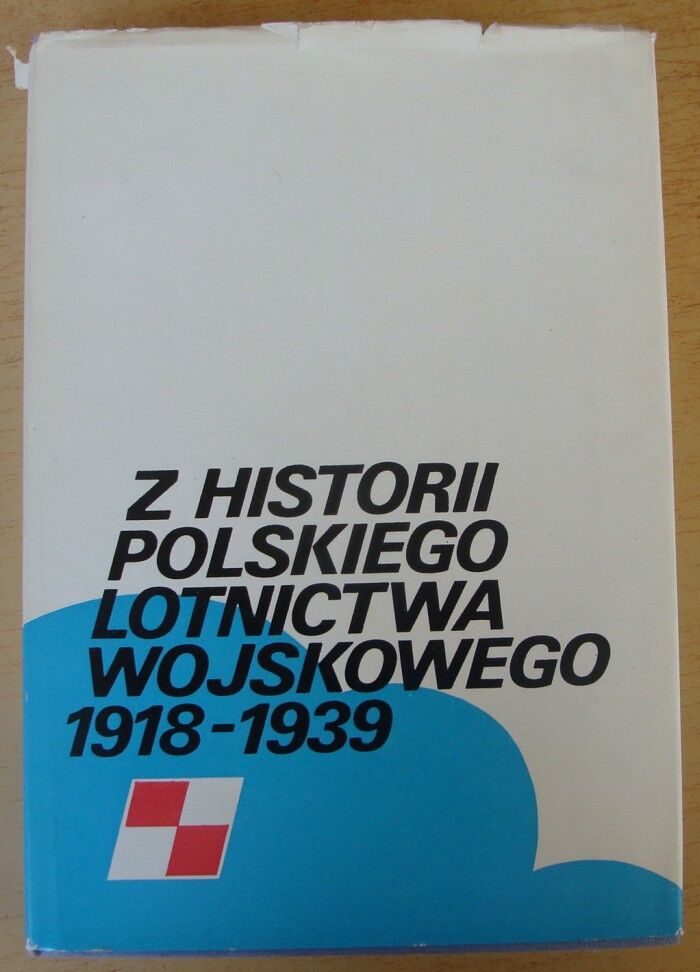 Z HISTORII
POLSKIEGO
LOTNICTWA
WOJSKOWEGO
1918-1939